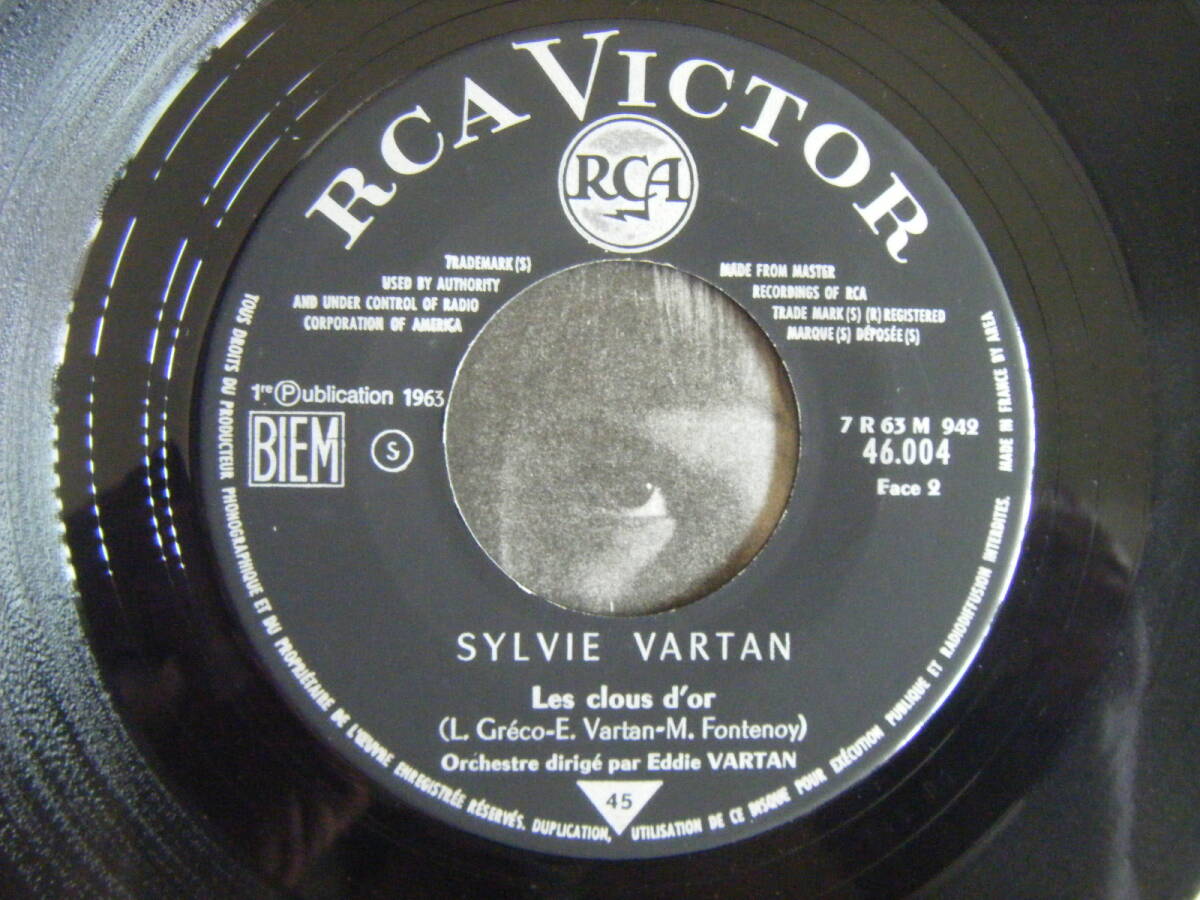 RCA VICTOR
RCA
TRADEMARK(S)
USED BY AUTHORITY
AND UNDER CONTROL OF RADIO
CORPORATION OF AMERICA
MADE FROM MASTER
RECORDINGS OF RCA
TRADE MARK(S) (R) REGISTERED
MARQUE(S) DÉPOSÉE(S)
1re Ⓟublication 1963
BIEM
S
7 R 63 M 942
46.004
Face 2
SYLVIE VARTAN
Les clous d'or
(L. Gréco-E. Vartan-M. Fontenoy)
Orchestre dirigé par Eddie VARTAN
45
TOUS DROITS DU PRODUCTEUR PHONOGRAPHIQUE ET DU PROPRIÉTAIRE DE L'ŒUVRE ENREGISTRÉE RÉSERVÉS. DUPLICATION, UTILISATION DE CE DISQUE POUR EXÉCUTION PUBLIQUE ET RADIODIFFUSION INTERDITES. MADE IN FRANCE BY AREA